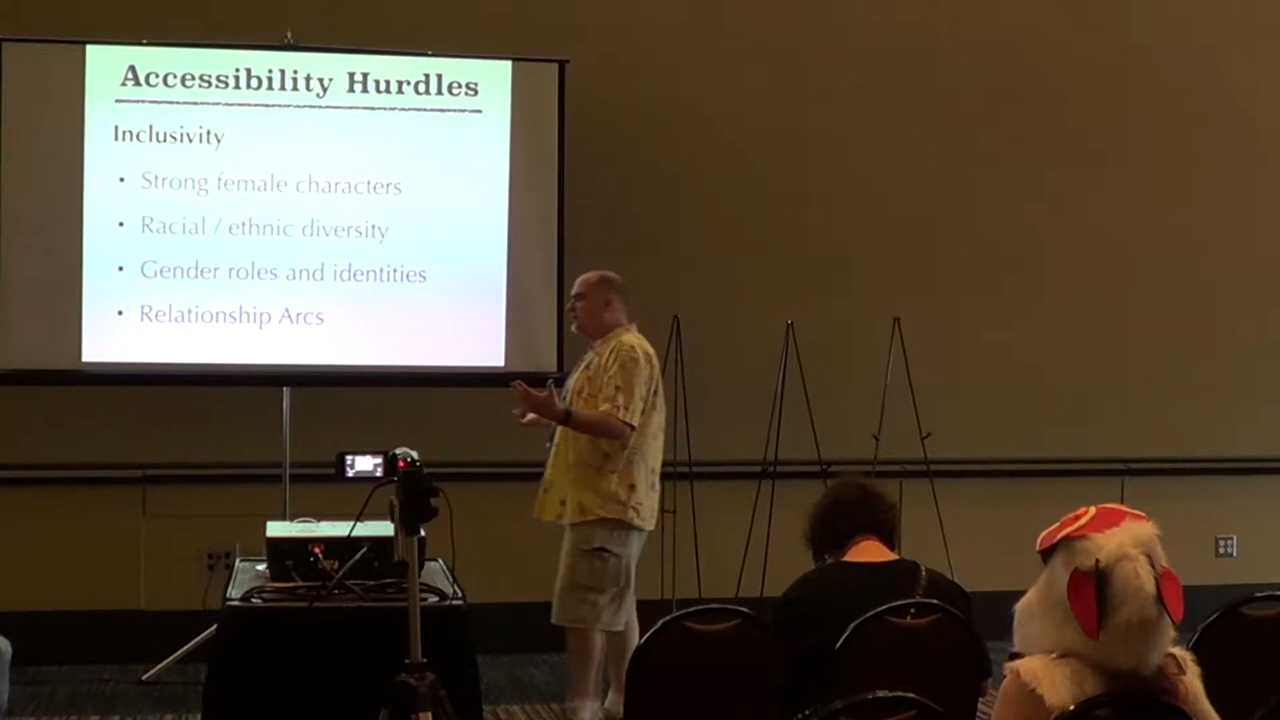 Accessibility Hurdles
Inclusivity
• Strong female characters
• Racial / ethnic diversity
• Gender roles and identities
• Relationship Arcs